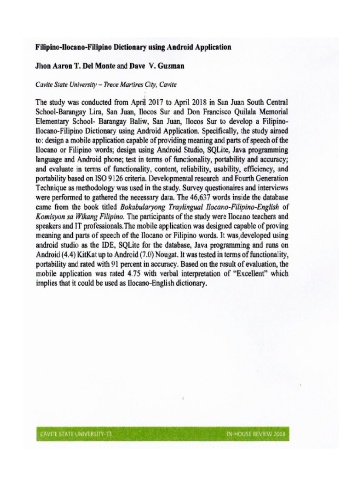 Filipino-Ilocano-Filipino Dictionary using Android Application
Jhon Aaron T. Del Monte and Dave V. Guzman
Cavite State University – Trece Martires City, Cavite
The study was conducted from April 2017 to April 2018 in San Juan South Central
School-Barangay Lira, San Juan, Ilocos Sur and Don Francisco Quilala Memorial
Elementary School- Barangay Baliw, San Juan, Ilocos Sur to develop a Filipino-
Ilocano-Filipino Dictionary using Android Application. Specifically, the study aimed
to: design a mobile application capable of providing meaning and parts of speech of the
Ilocano or Filipino words; design using Android Studio, SQLite, Java programming
language and Android phone; test in terms of functionality, portability and accuracy;
and evaluate in terms of functionality, content, reliability, usability, efficiency, and
portability based on ISO 9126 criteria. Developmental research and Fourth Generation
Technique as methodology was used in the study. Survey questionnaires and interviews
were performed to gathered the necessary data. The 46,637 words inside the database
came from the book titled Bokabularyong Traylingual Ilocano-Filipino-English of
Komisyon sa Wikang Filipino. The participants of the study were Ilocano teachers and
speakers and IT professionals.The mobile application was designed capable of proving
meaning and parts of speech of the Ilocano or Filipino words. It was developed using
android studio as the IDE, SQLite for the database, Java programming and runs on
Android (4.4) KitKat up to Android (7.0) Nougat. It was tested in terms of functionality,
portability and rated with 91 percent in accuracy. Based on the result of evaluation, the
mobile application was rated 4.75 with verbal interpretation of “Excellent” which
implies that it could be used as Ilocano-English dictionary.
CAVITE STATE UNIVERSITY-T3 IN-HOUSE REVIEW 2018